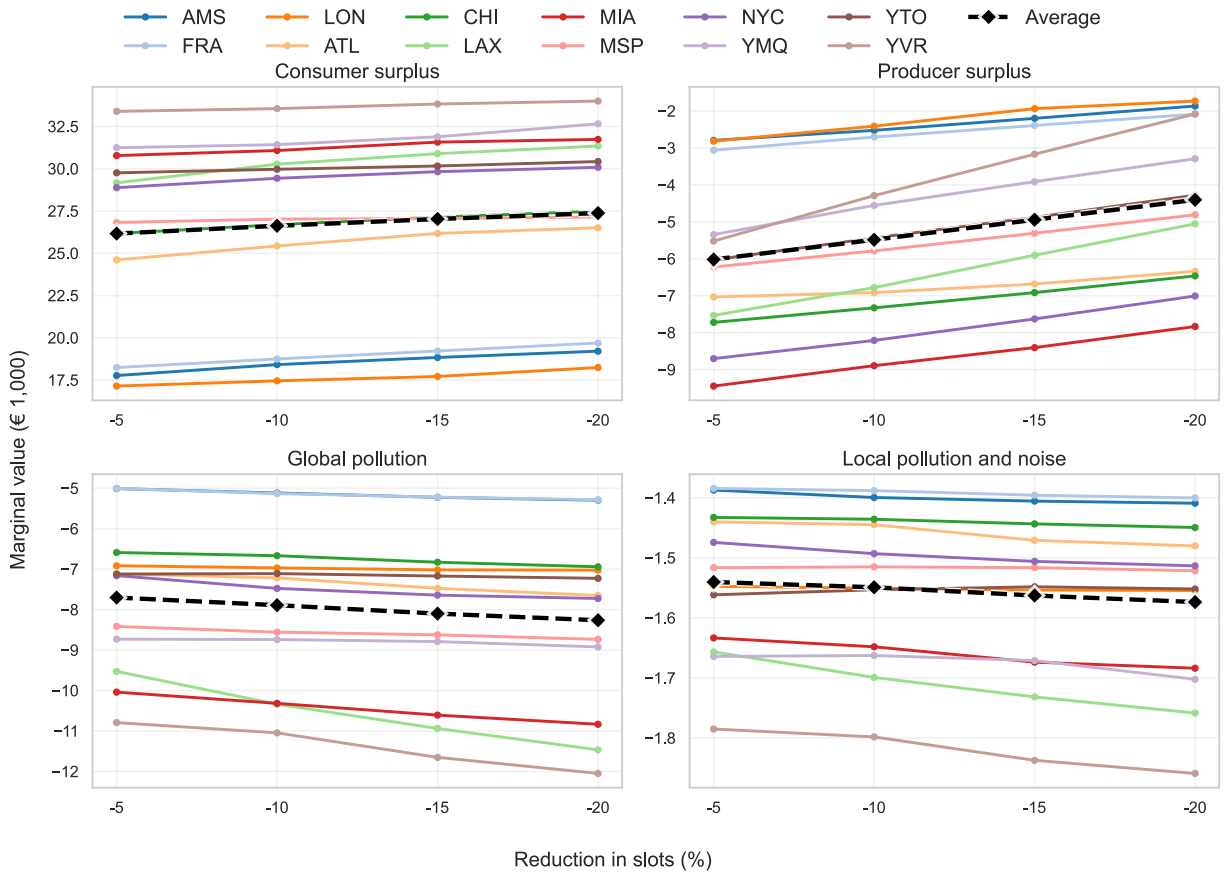 AMS LON CHI MIA NYC YTO Average
FRA ATL LAX MSP YMQ YVR
Consumer surplus Producer surplus
32.5
30.0
27.5
25.0
22.5
20.0
17.5
-5 -10 -15 -20
−2
−3
−4
−5
−6
−7
−8
−9
-5 -10 -15 -20
Marginal value (€ 1,000)
Global pollution Local pollution and noise
−5
−6
−7
−8
−9
−10
−11
−12
-5 -10 -15 -20
−1.4
−1.5
−1.6
−1.7
−1.8
-5 -10 -15 -20
Reduction in slots (%)